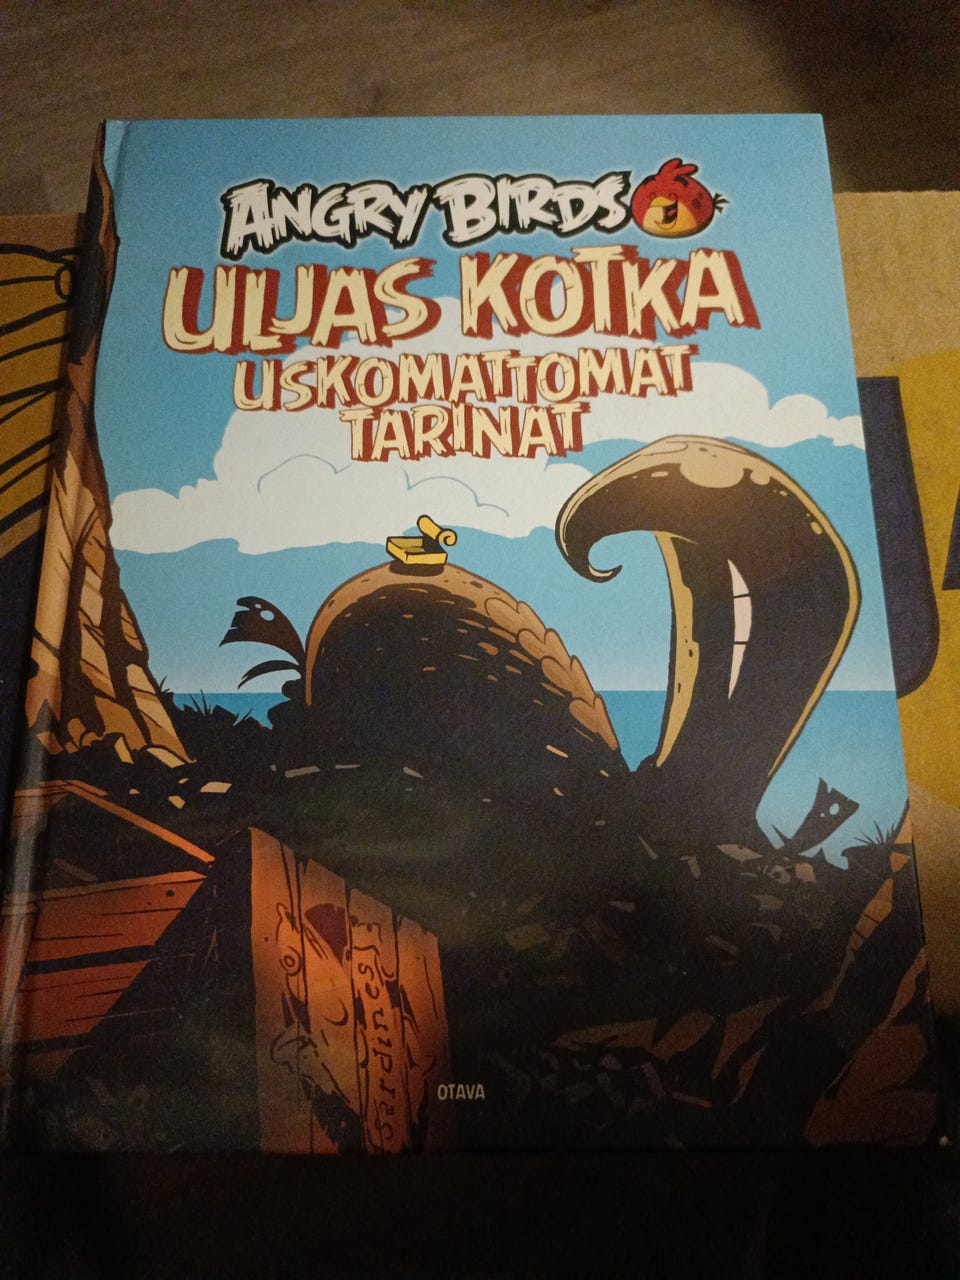 ANGRY BIRDS
ULJAS KOTKA
USKOMATTOMAT
TARINAT
Sardines
OTAVA